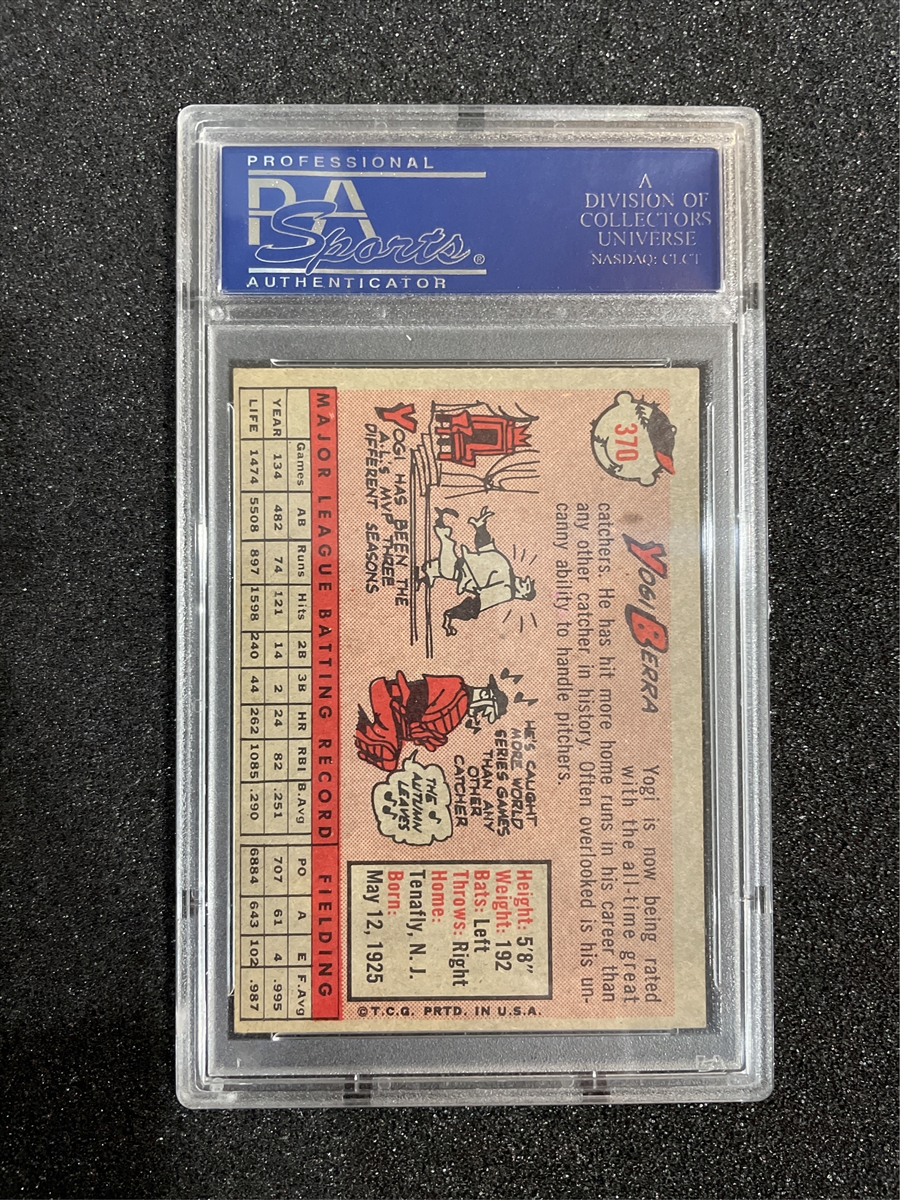 PROFESSIONAL
PSA
Sports®
AUTHENTICATOR
A
DIVISION OF
COLLECTORS
UNIVERSE
NASDAQ: CLCT
370
YOGI BERRA
Yogi is now being rated
with the all-time great
catchers. He has hit more home runs in his career than
any other catcher in history. Often overlooked is his un-
canny ability to handle pitchers.
YOGI HAS BEEN THE
A.L.'S MVP THREE
DIFFERENT SEASONS
HE'S CAUGHT
MORE WORLD
SERIES GAMES
THAN ANY
OTHER
CATCHER
THE
AUTUMN
LEAVES
Height: 5'8"
Weight: 192
Bats: Left
Throws: Right
Home:
Tenafly, N. J.
Born:
May 12, 1925
©T.C.G. PRTD. IN U.S.A.
MAJOR LEAGUE BATTING RECORD FIELDING
Games AB Runs Hits 2B 3B HR RBI B.Avg PO A E F.Avg
YEAR 134 482 74 121 14 2 24 82 .251 707 61 4 .995
LIFE 1474 5508 897 1598 240 44 262 1085 .290 6884 643 102 .987